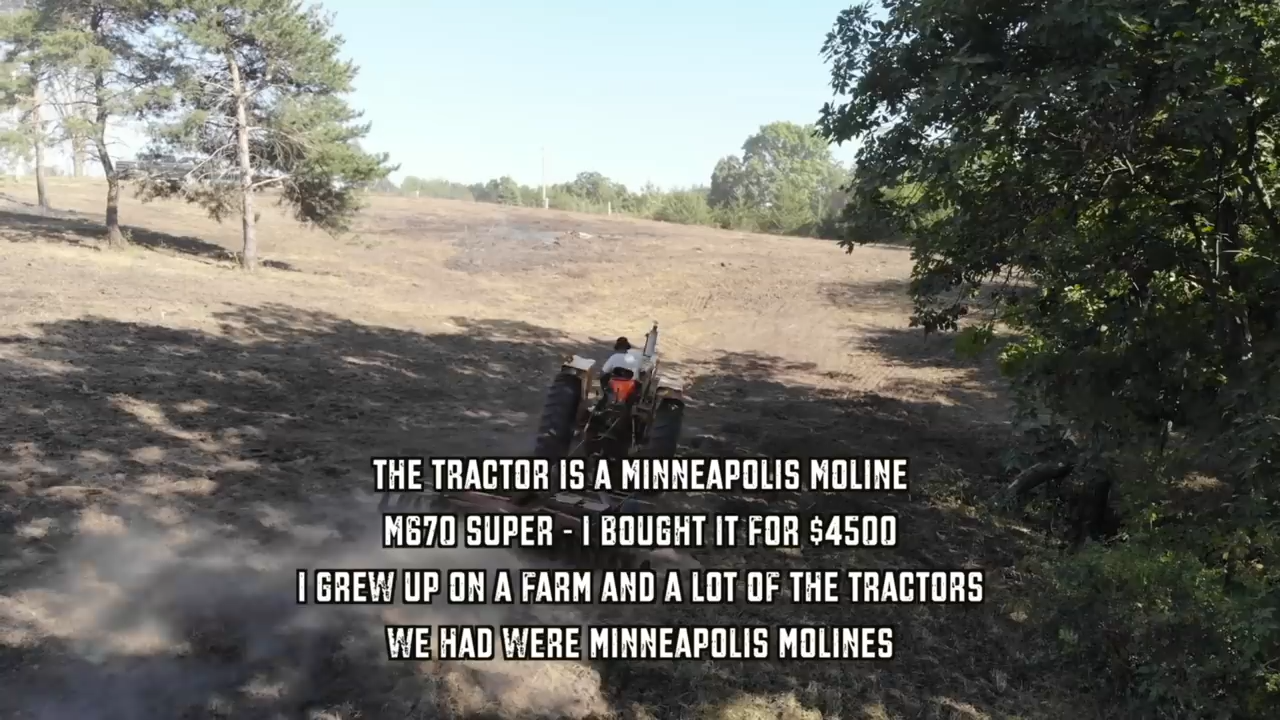 THE TRACTOR IS A MINNEAPOLIS MOLINE
M670 SUPER - I BOUGHT IT FOR $4500
I GREW UP ON A FARM AND A LOT OF THE TRACTORS
WE HAD WERE MINNEAPOLIS MOLINES